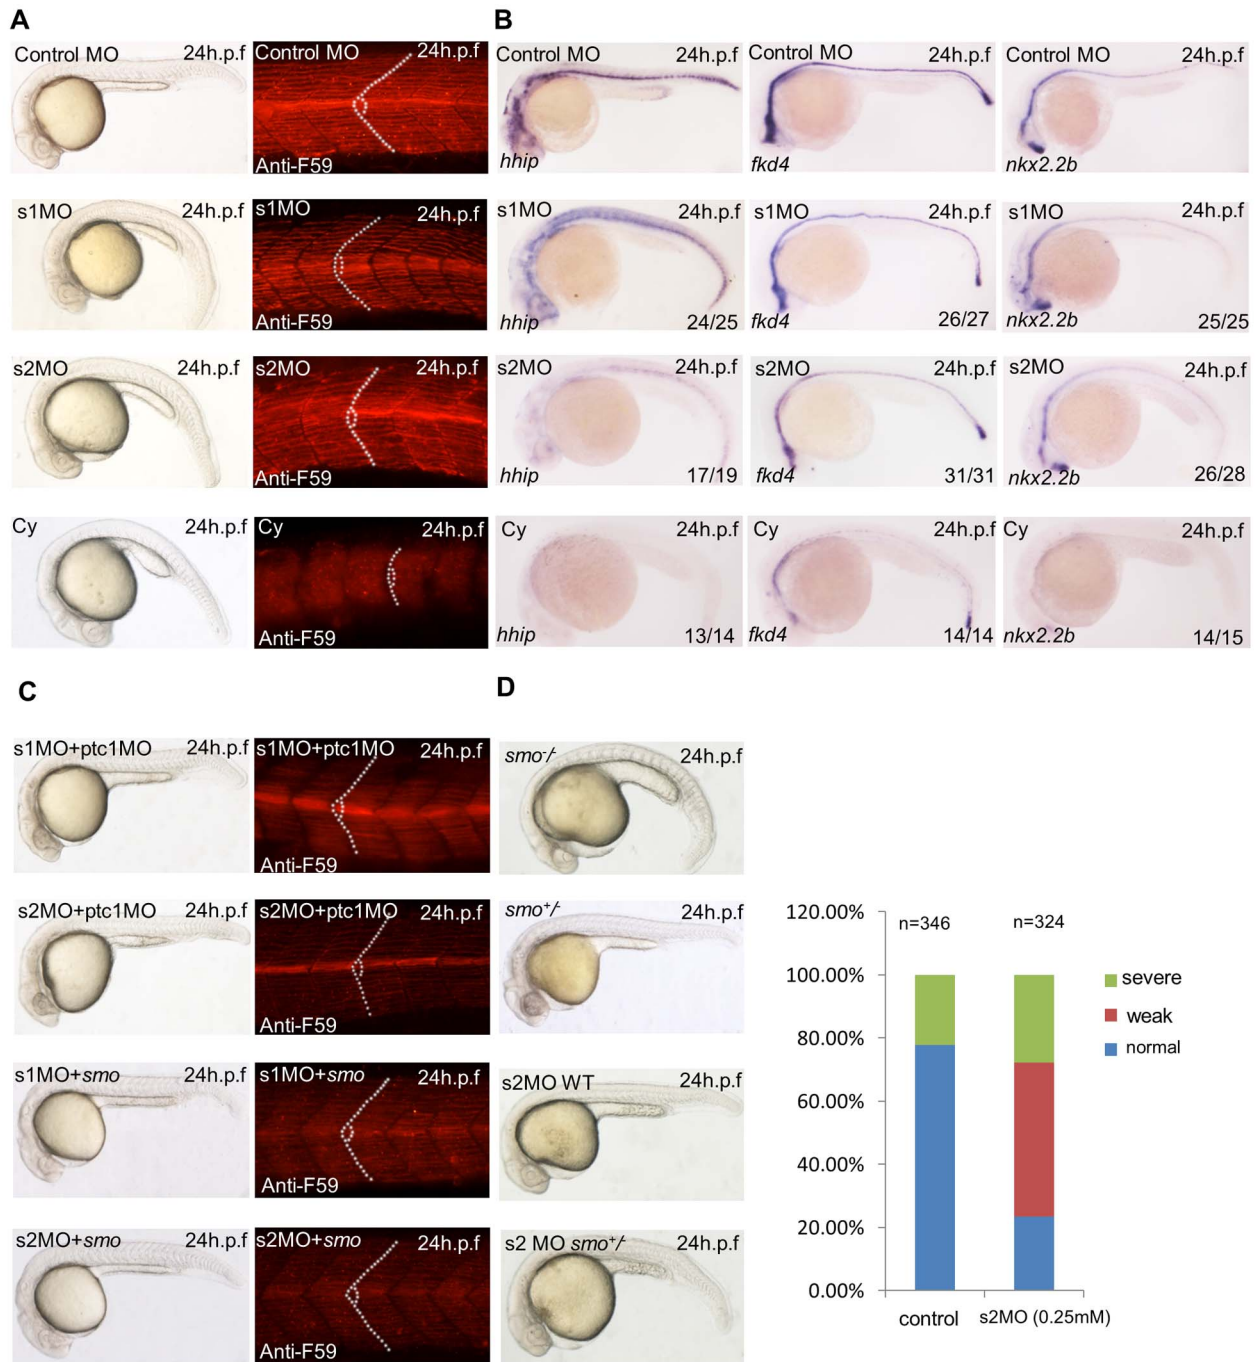 A
B
Control MO 24h.p.f
Control MO 24h.p.f
Anti-F59
Control MO 24h.p.f
hhip
Control MO 24h.p.f
fkd4
Control MO 24h.p.f
nkx2.2b
s1MO 24h.p.f
s1MO 24h.p.f
Anti-F59
s1MO 24h.p.f
hhip 24/25
s1MO 24h.p.f
fkd4 26/27
s1MO 24h.p.f
nkx2.2b 25/25
s2MO 24h.p.f
s2MO 24h.p.f
Anti-F59
s2MO 24h.p.f
hhip 17/19
s2MO 24h.p.f
fkd4 31/31
s2MO 24h.p.f
nkx2.2b 26/28
Cy 24h.p.f
Cy 24h.p.f
Anti-F59
Cy 24h.p.f
hhip 13/14
Cy 24h.p.f
fkd4 14/14
Cy 24h.p.f
nkx2.2b 14/15
C
D
s1MO+ptc1MO 24h.p.f
s1MO+ptc1MO 24h.p.f
Anti-F59
smo-/- 24h.p.f
s2MO+ptc1MO 24h.p.f
s2MO+ptc1MO 24h.p.f
Anti-F59
smo+/- 24h.p.f
s1MO+smo 24h.p.f
s1MO+smo 24h.p.f
Anti-F59
s2MO WT 24h.p.f
s2MO+smo 24h.p.f
s2MO+smo 24h.p.f
Anti-F59
s2 MO smo+/- 24h.p.f
120.00%
100.00%
80.00%
60.00%
40.00%
20.00%
0.00%
n=346
n=324
severe
weak
normal
control
s2MO (0.25mM)